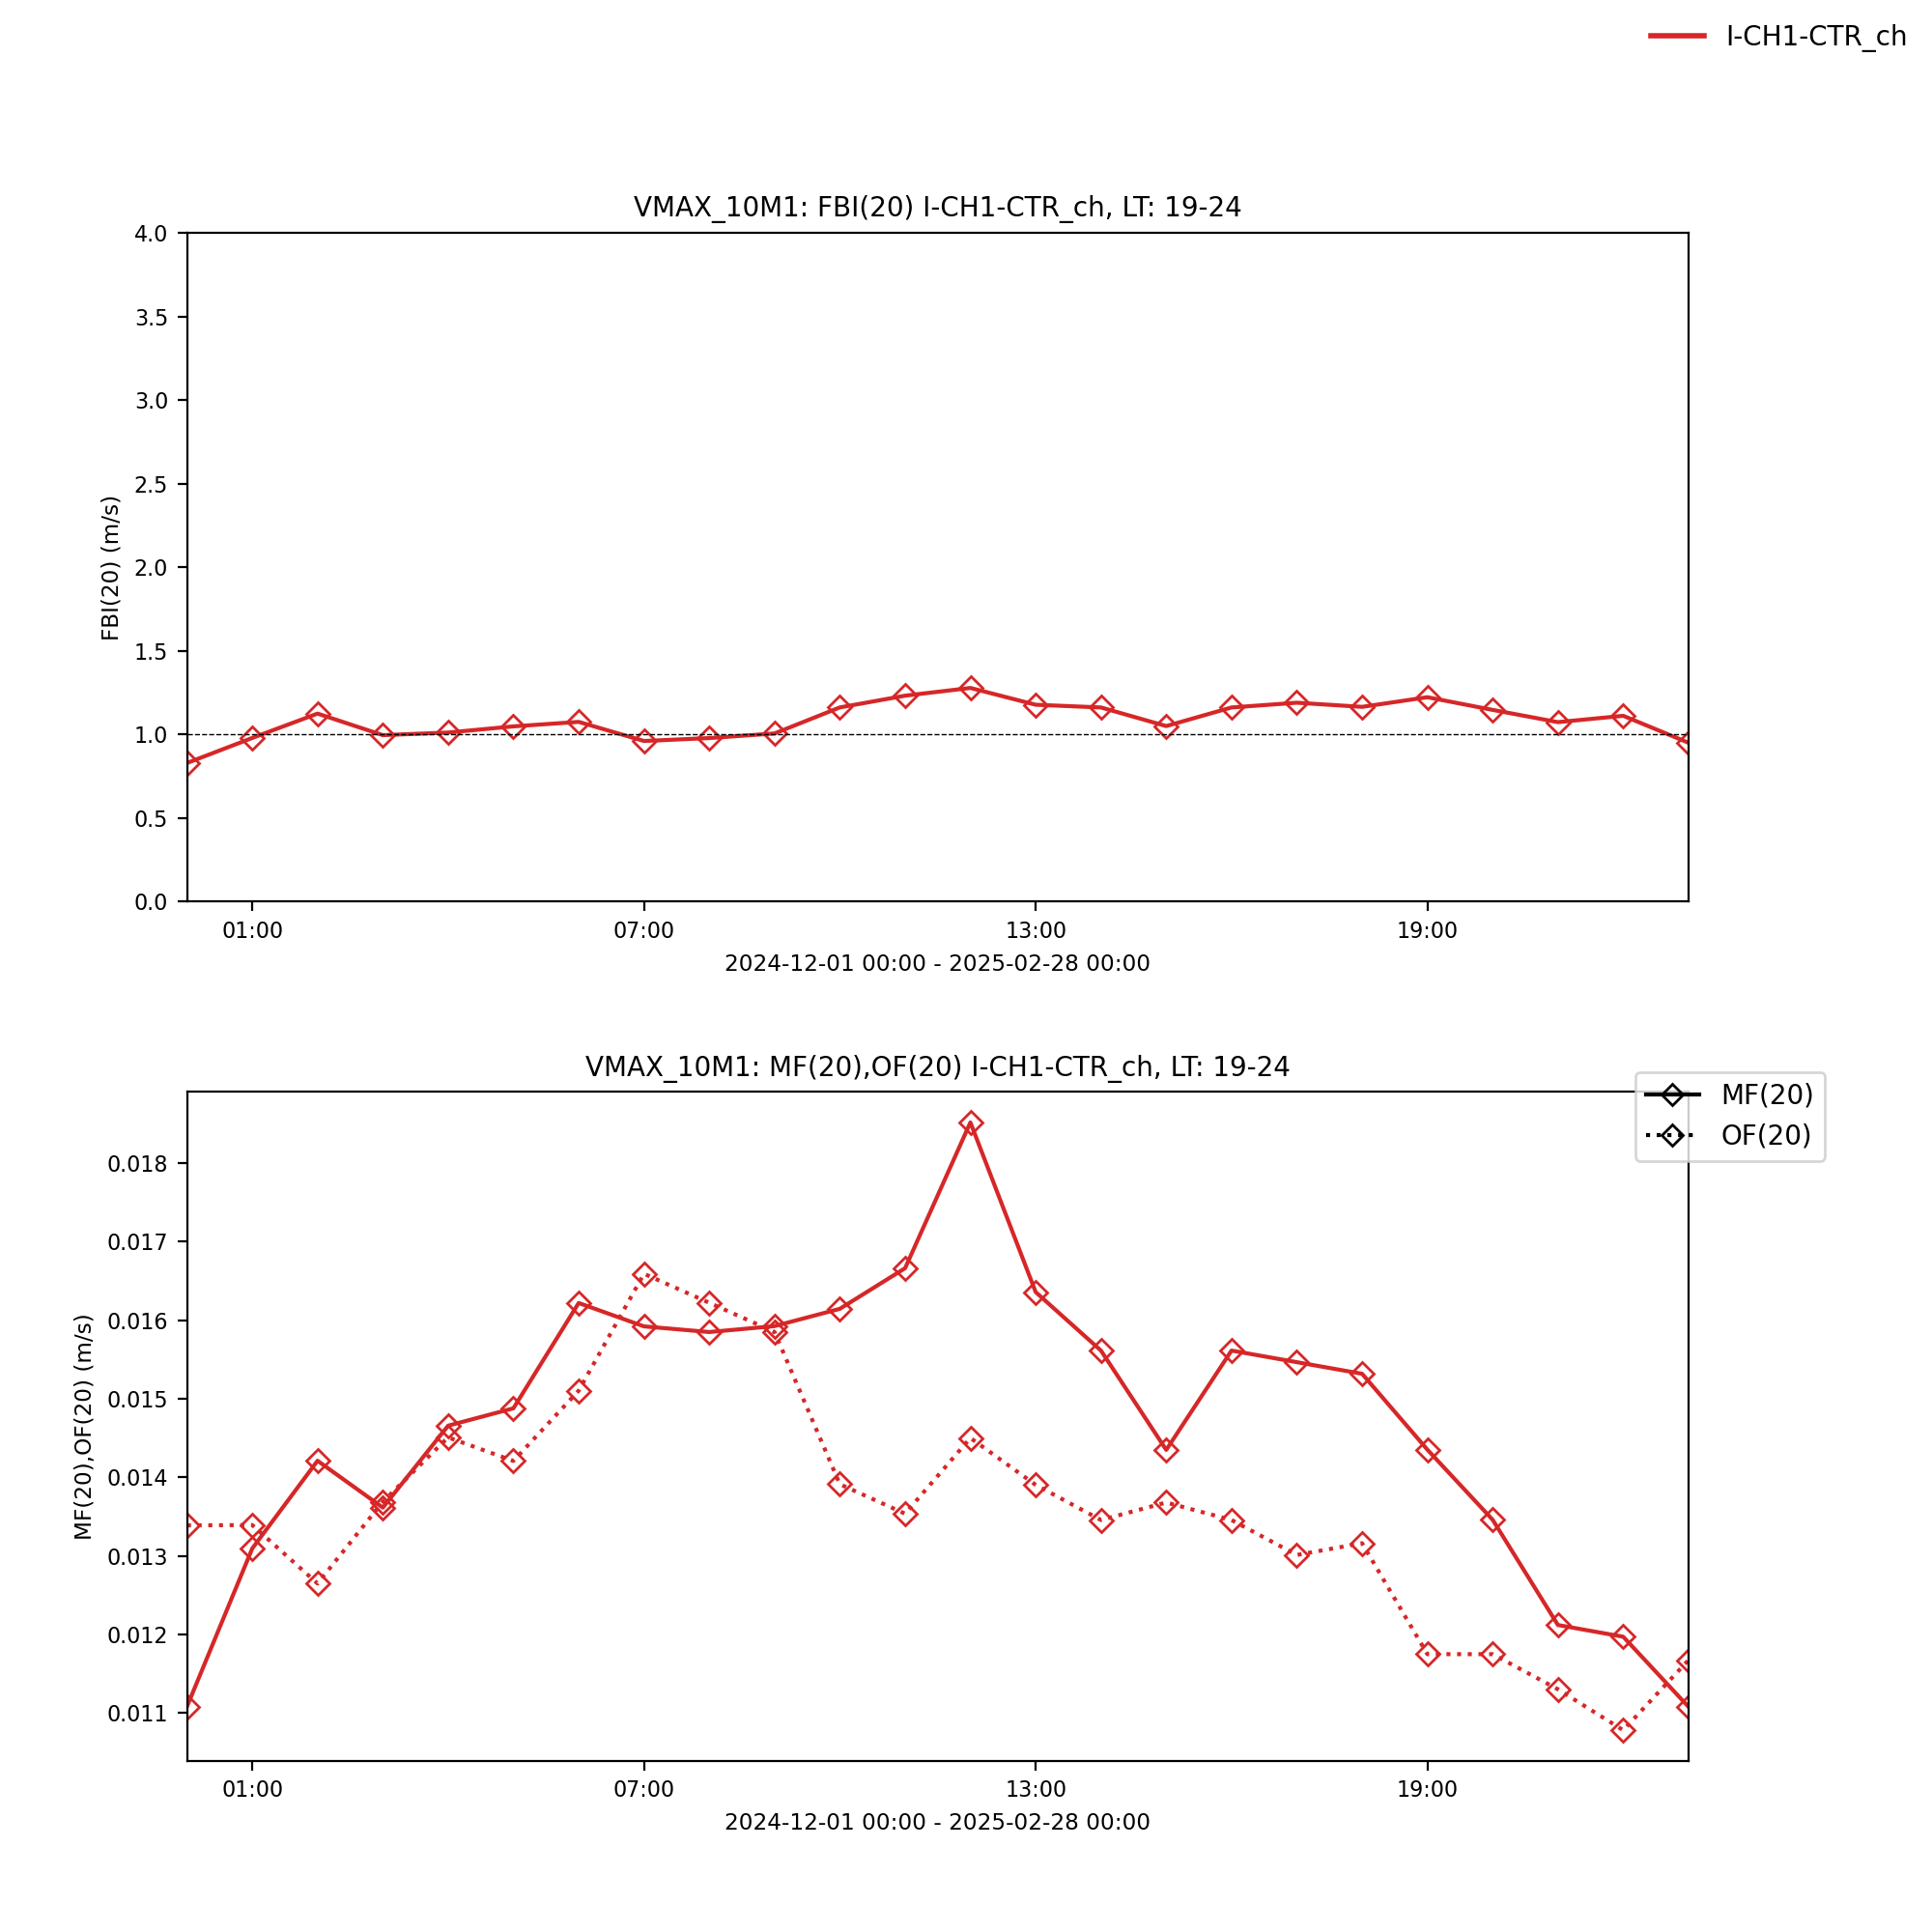 I-CH1-CTR_ch
VMAX_10M1: FBI(20) I-CH1-CTR_ch, LT: 19-24
4.0
3.5
3.0
2.5
2.0
1.5
1.0
0.5
0.0
FBI(20) (m/s)
01:00 07:00 13:00 19:00
2024-12-01 00:00 - 2025-02-28 00:00
VMAX_10M1: MF(20),OF(20) I-CH1-CTR_ch, LT: 19-24
MF(20)
OF(20)
0.018
0.017
0.016
0.015
0.014
0.013
0.012
0.011
MF(20),OF(20) (m/s)
01:00 07:00 13:00 19:00
2024-12-01 00:00 - 2025-02-28 00:00